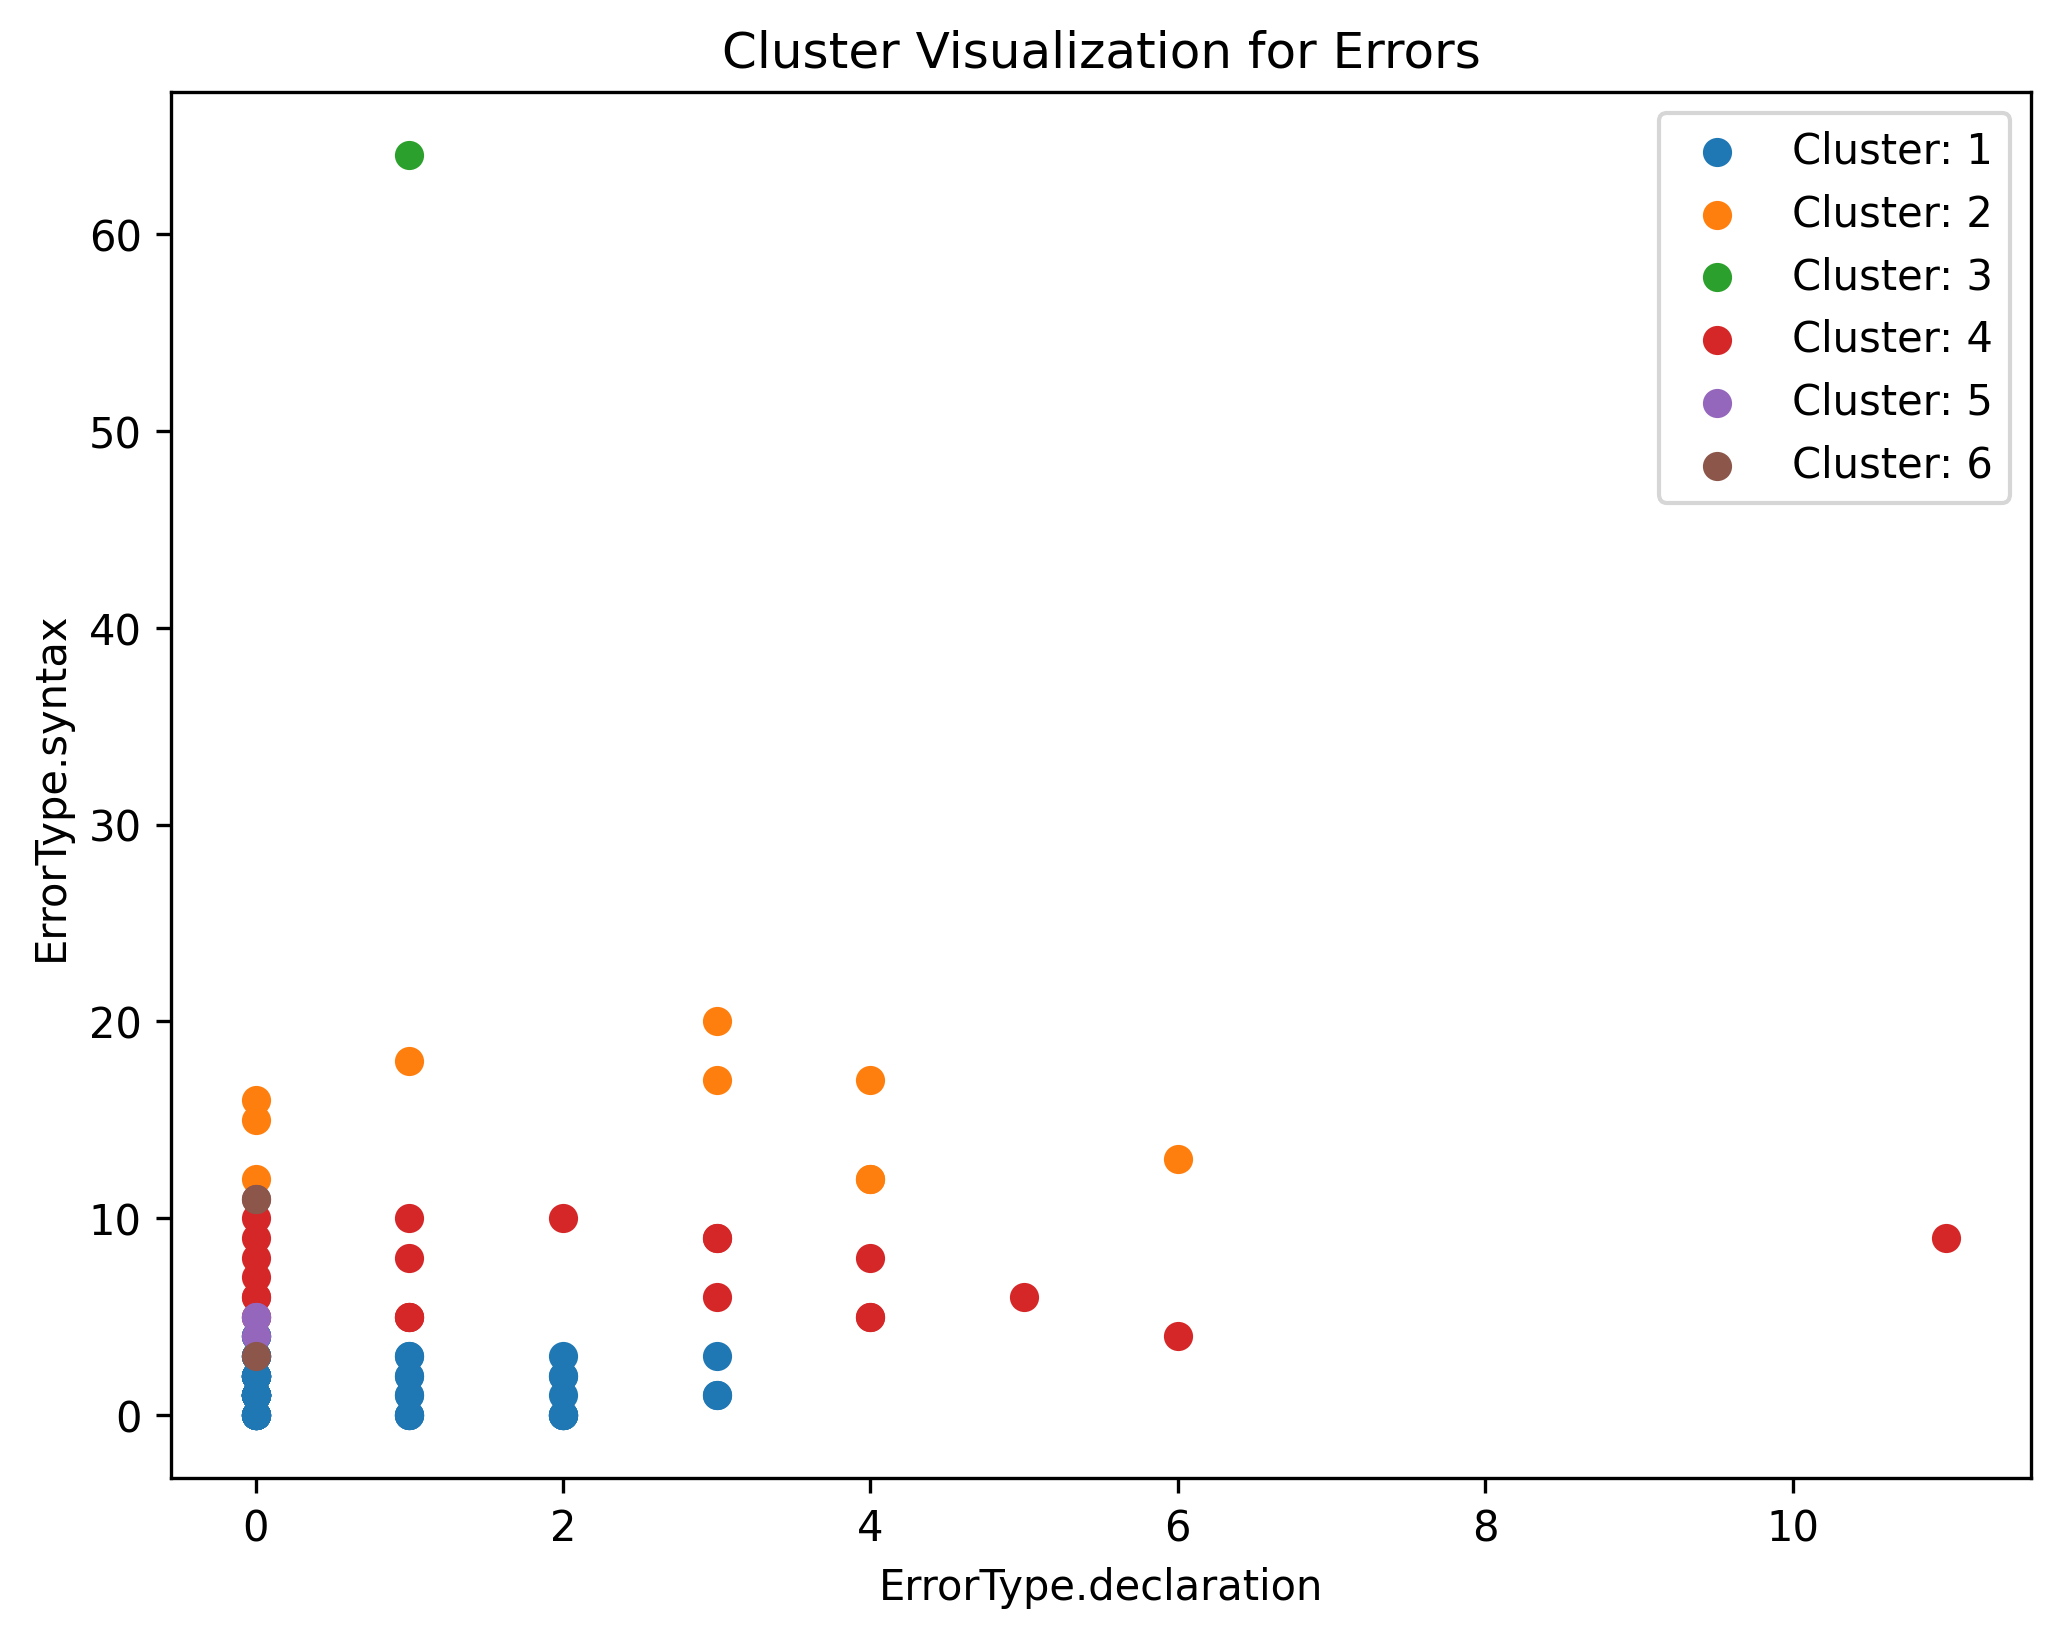 Cluster Visualization for Errors
Cluster: 1
Cluster: 2
Cluster: 3
Cluster: 4
Cluster: 5
Cluster: 6
ErrorType.syntax
60
50
40
30
20
10
0
0 2 4 6 8 10
ErrorType.declaration